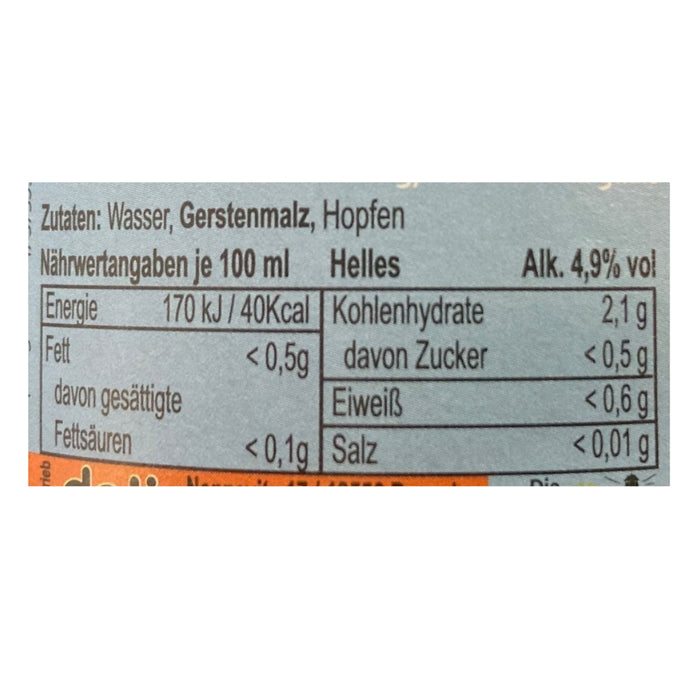 Zutaten: Wasser, Gerstenmalz, Hopfen
Nährwertangaben je 100 ml Helles Alk. 4,9% vol
Energie 170 kJ / 40Kcal
Fett <0,5g
davon gesättigte
Fettsäuren <0,1g
Kohlenhydrate 2,1 g
davon Zucker <0,5 g
Eiweiß <0,6 g
Salz <0,01 g